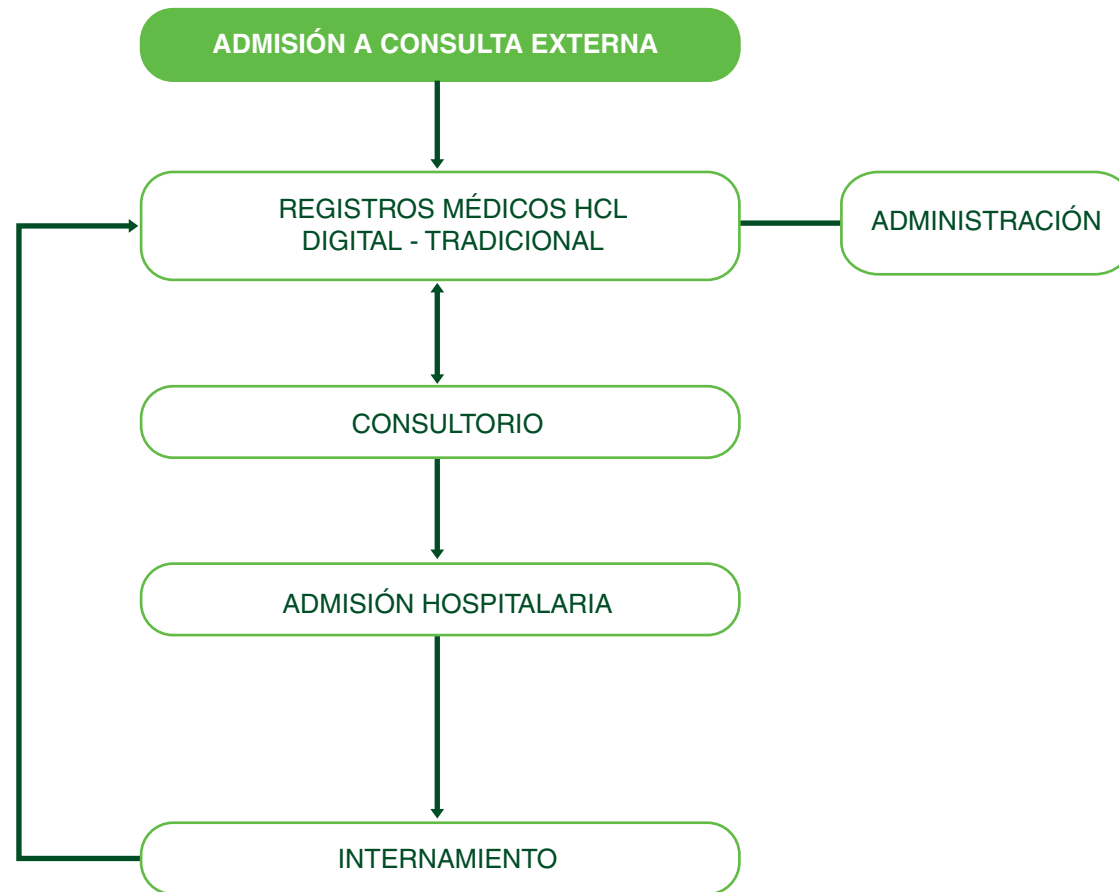 ADMISIÓN A CONSULTA EXTERNA
REGISTROS MÉDICOS HCL
DIGITAL - TRADICIONAL
ADMINISTRACIÓN
CONSULTORIO
ADMISIÓN HOSPITALARIA
INTERNAMIENTO